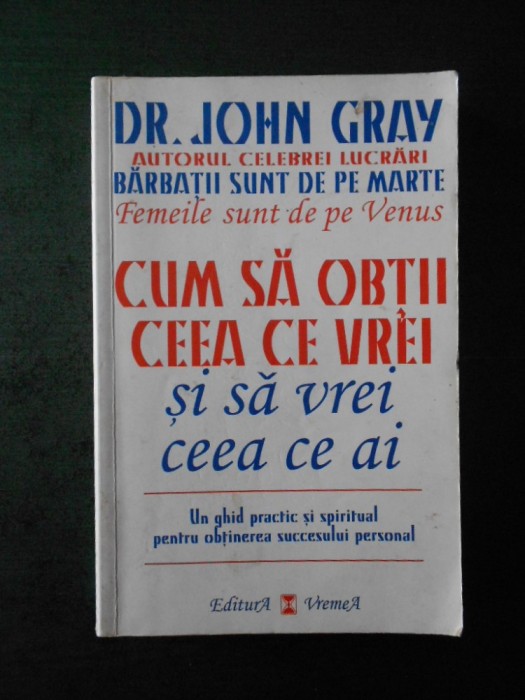 DR. JOHN GRAY
AUTORUL CELEBREI LUCRĂRI
BĂRBAȚII SUNT DE PE MARTE
Femeile sunt de pe Venus
CUM SĂ OBȚII
CEEA CE VREI
și să vrei
ceea ce ai
Un ghid practic și spiritual
pentru obținerea succesului personal
EditurA VremeA